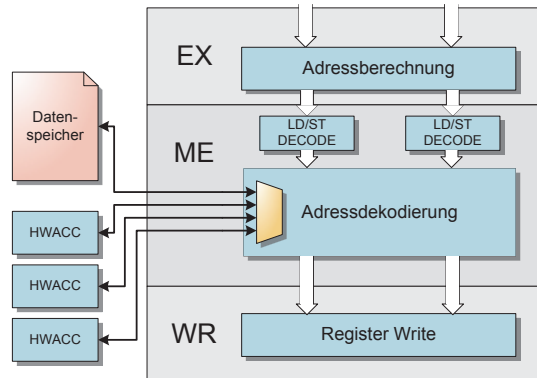 EX
Adressberechnung
Daten-
speicher
LD/ST
DECODE
LD/ST
DECODE
ME
Adressdekodierung
HWACC
HWACC
HWACC
WR
Register Write